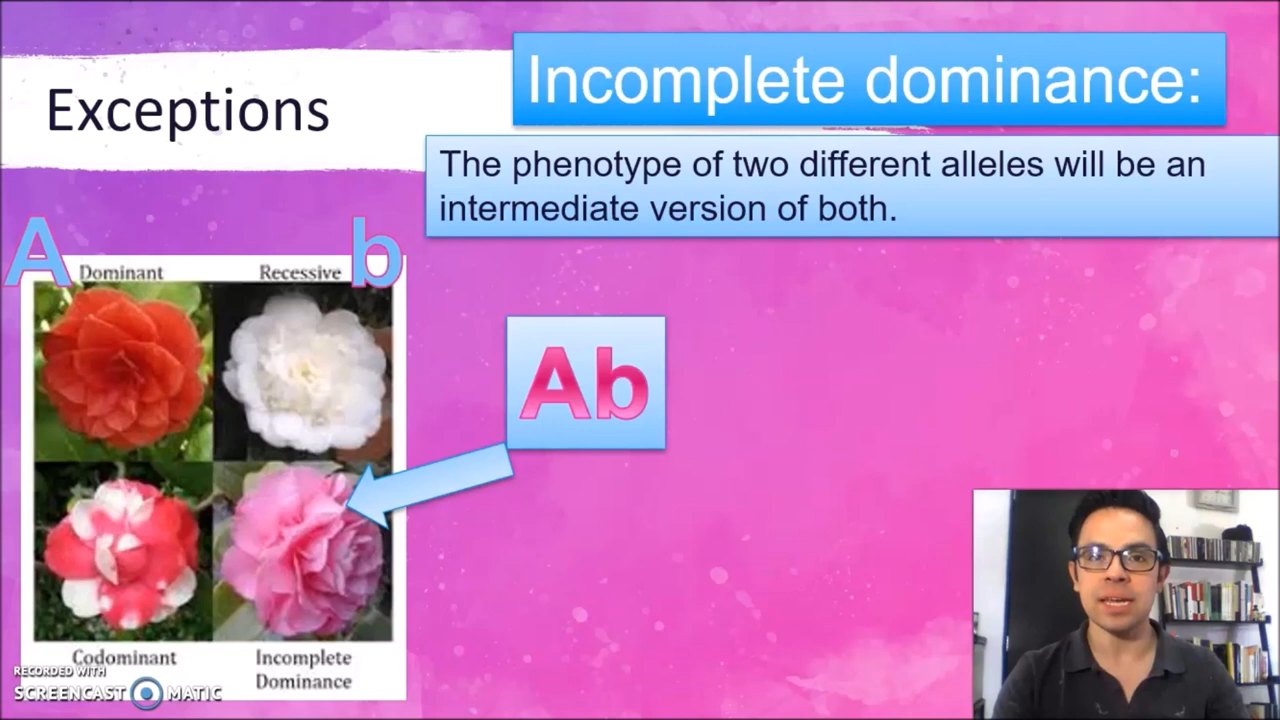 Exceptions
Incomplete dominance:
The phenotype of two different alleles will be an
intermediate version of both.
A
Dominant
Recessive
b
Ab
Codominant
Incomplete
Dominance
RECORDED WITH
SCREENCAST MATIC